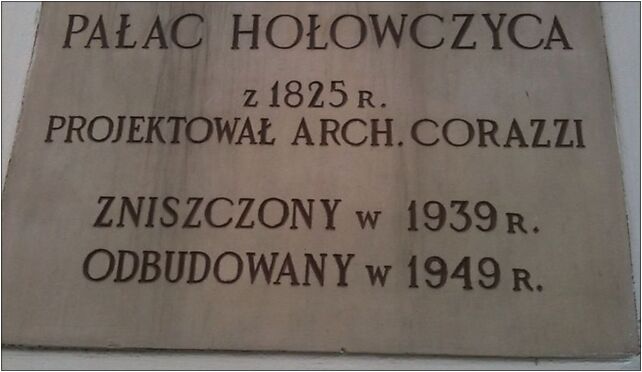 PAŁAC HOŁOWCZYCA
Z 1825 R.
PROJEKTOWAŁ ARCH. CORAZZI
ZNISZCZONY W 1939 R.
ODBUDOWANY W 1949 R.